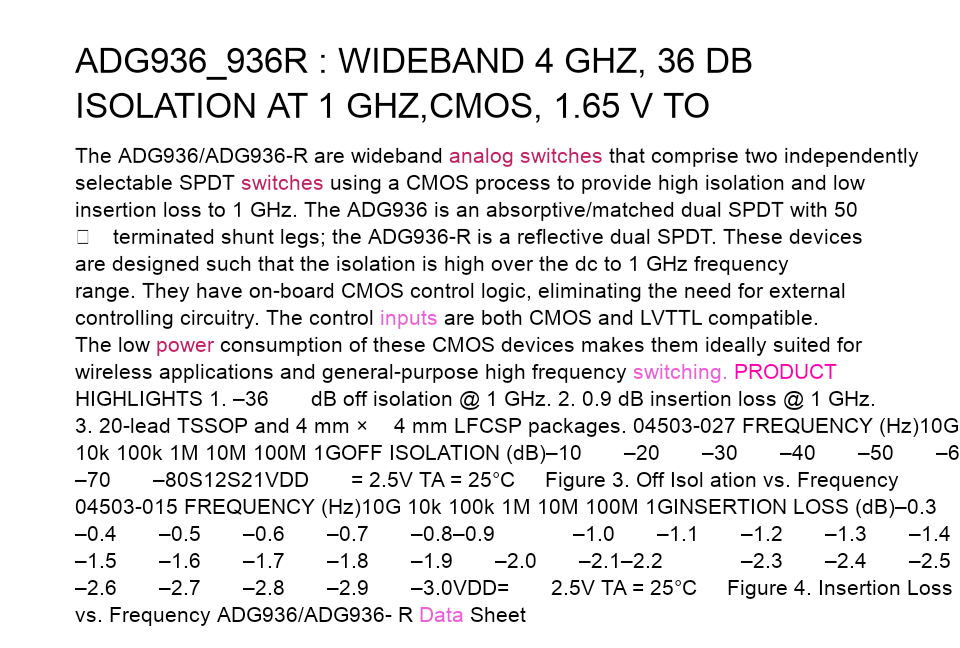 ADG936_936R : WIDEBAND 4 GHZ, 36 DB
ISOLATION AT 1 GHZ,CMOS, 1.65 V TO
The ADG936/ADG936-R are wideband analog switches that comprise two independently
selectable SPDT switches using a CMOS process to provide high isolation and low
insertion loss to 1 GHz. The ADG936 is an absorptive/matched dual SPDT with 50
□ terminated shunt legs; the ADG936-R is a reflective dual SPDT. These devices
are designed such that the isolation is high over the dc to 1 GHz frequency
range. They have on-board CMOS control logic, eliminating the need for external
controlling circuitry. The control inputs are both CMOS and LVTTL compatible.
The low power consumption of these CMOS devices makes them ideally suited for
wireless applications and general-purpose high frequency switching. PRODUCT
HIGHLIGHTS 1. –36 dB off isolation @ 1 GHz. 2. 0.9 dB insertion loss @ 1 GHz.
3. 20-lead TSSOP and 4 mm × 4 mm LFCSP packages. 04503-027 FREQUENCY (Hz)10G
10k 100k 1M 10M 100M 1GOFF ISOLATION (dB)–10 –20 –30 –40 –50 –6
–70 –80S12S21VDD = 2.5V TA = 25°C Figure 3. Off Isol ation vs. Frequency
04503-015 FREQUENCY (Hz)10G 10k 100k 1M 10M 100M 1GINSERTION LOSS (dB)–0.3
–0.4 –0.5 –0.6 –0.7 –0.8–0.9 –1.0 –1.1 –1.2 –1.3 –1.4
–1.5 –1.6 –1.7 –1.8 –1.9 –2.0 –2.1–2.2 –2.3 –2.4 –2.5
–2.6 –2.7 –2.8 –2.9 –3.0VDD= 2.5V TA = 25°C Figure 4. Insertion Loss
vs. Frequency ADG936/ADG936- R Data Sheet